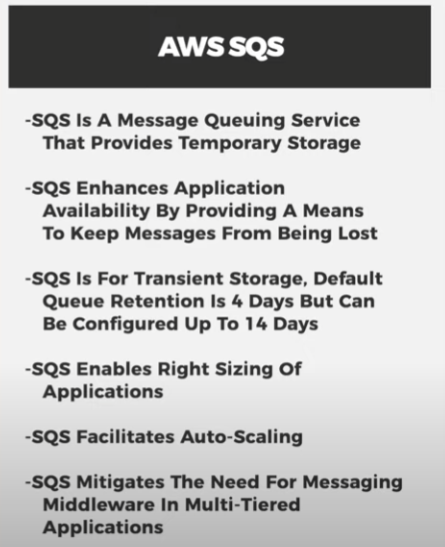 AWS SQS
-SQS Is A Message Queuing Service
That Provides Temporary Storage
-SQS Enhances Application
Availability By Providing A Means
To Keep Messages From Being Lost
-SQS Is For Transient Storage, Default
Queue Retention Is 4 Days But Can
Be Configured Up To 14 Days
-SQS Enables Right Sizing Of
Applications
-SQS Facilitates Auto-Scaling
-SQS Mitigates The Need For Messaging
Middleware In Multi-Tiered
Applications